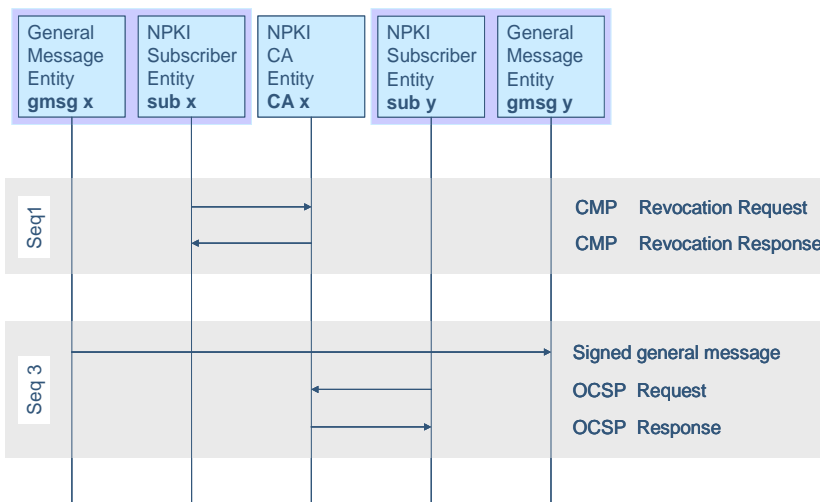 General
Message
Entity
gmsg x
NPKI
Subscriber
Entity
sub x
NPKI
CA
Entity
CA x
NPKI
Subscriber
Entity
sub y
General
Message
Entity
gmsg y
Seq1
CMP Revocation Request
CMP Revocation Response
Seq 3
Signed general message
OCSP Request
OCSP Response